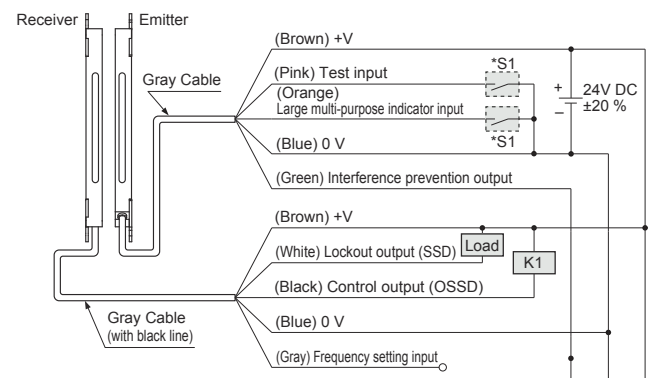 Receiver
Emitter
Gray Cable
(Brown) +V
(Pink) Test input
*S1
(Orange)
Large multi-purpose indicator input
*S1
+
−
24V DC
±20 %
(Blue) 0 V
(Green) Interference prevention output
(Brown) +V
(White) Lockout output (SSD)
Load
K1
(Black) Control output (OSSD)
Gray Cable
(with black line)
(Blue) 0 V
(Gray) Frequency setting input